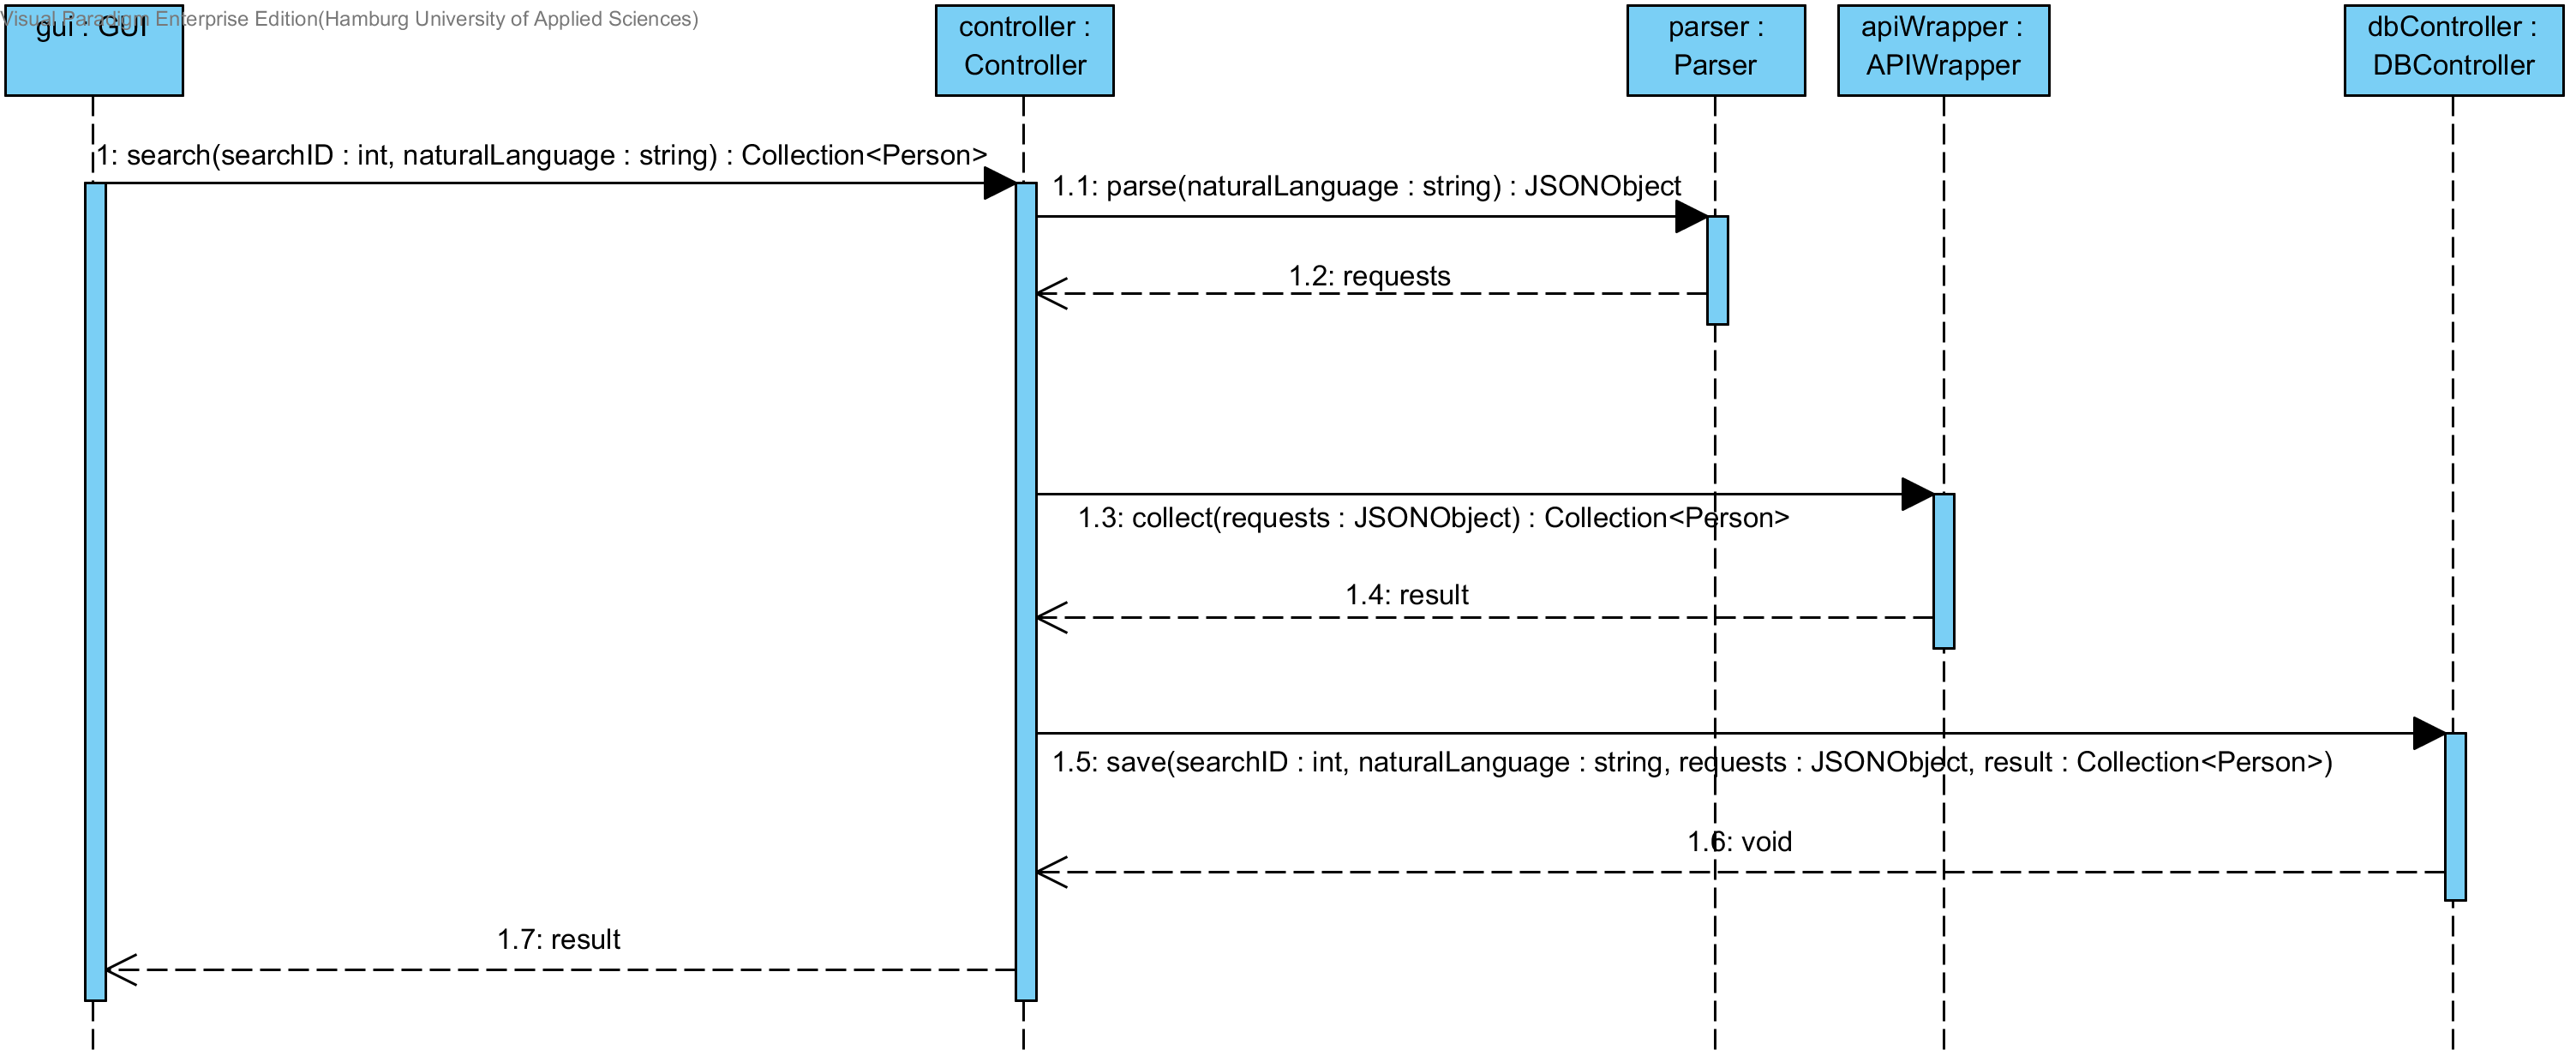 Visual Paradigm Enterprise Edition(Hamburg University of Applied Sciences)
gui : GUI
controller :
Controller
parser :
Parser
apiWrapper :
APIWrapper
dbController :
DBController
1: search(searchID : int, naturalLanguage : string) : Collection<Person>
1.1: parse(naturalLanguage : string) : JSONObject
1.2: requests
1.3: collect(requests : JSONObject) : Collection<Person>
1.4: result
1.5: save(searchID : int, naturalLanguage : string, requests : JSONObject, result : Collection<Person>)
1.6: void
1.7: result